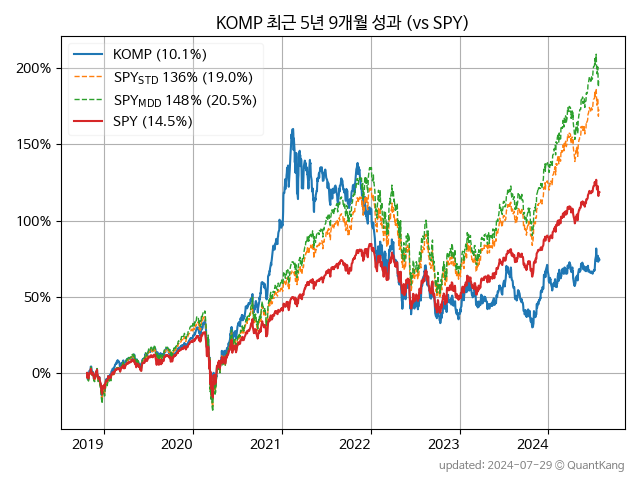 KOMP 최근 5년 9개월 성과 (vs SPY)
KOMP (10.1%)
SPY_STD 136% (19.0%)
SPY_MDD 148% (20.5%)
SPY (14.5%)
200%
150%
100%
50%
0%
2019 2020 2021 2022 2023 2024
updated: 2024-07-29 © QuantKang